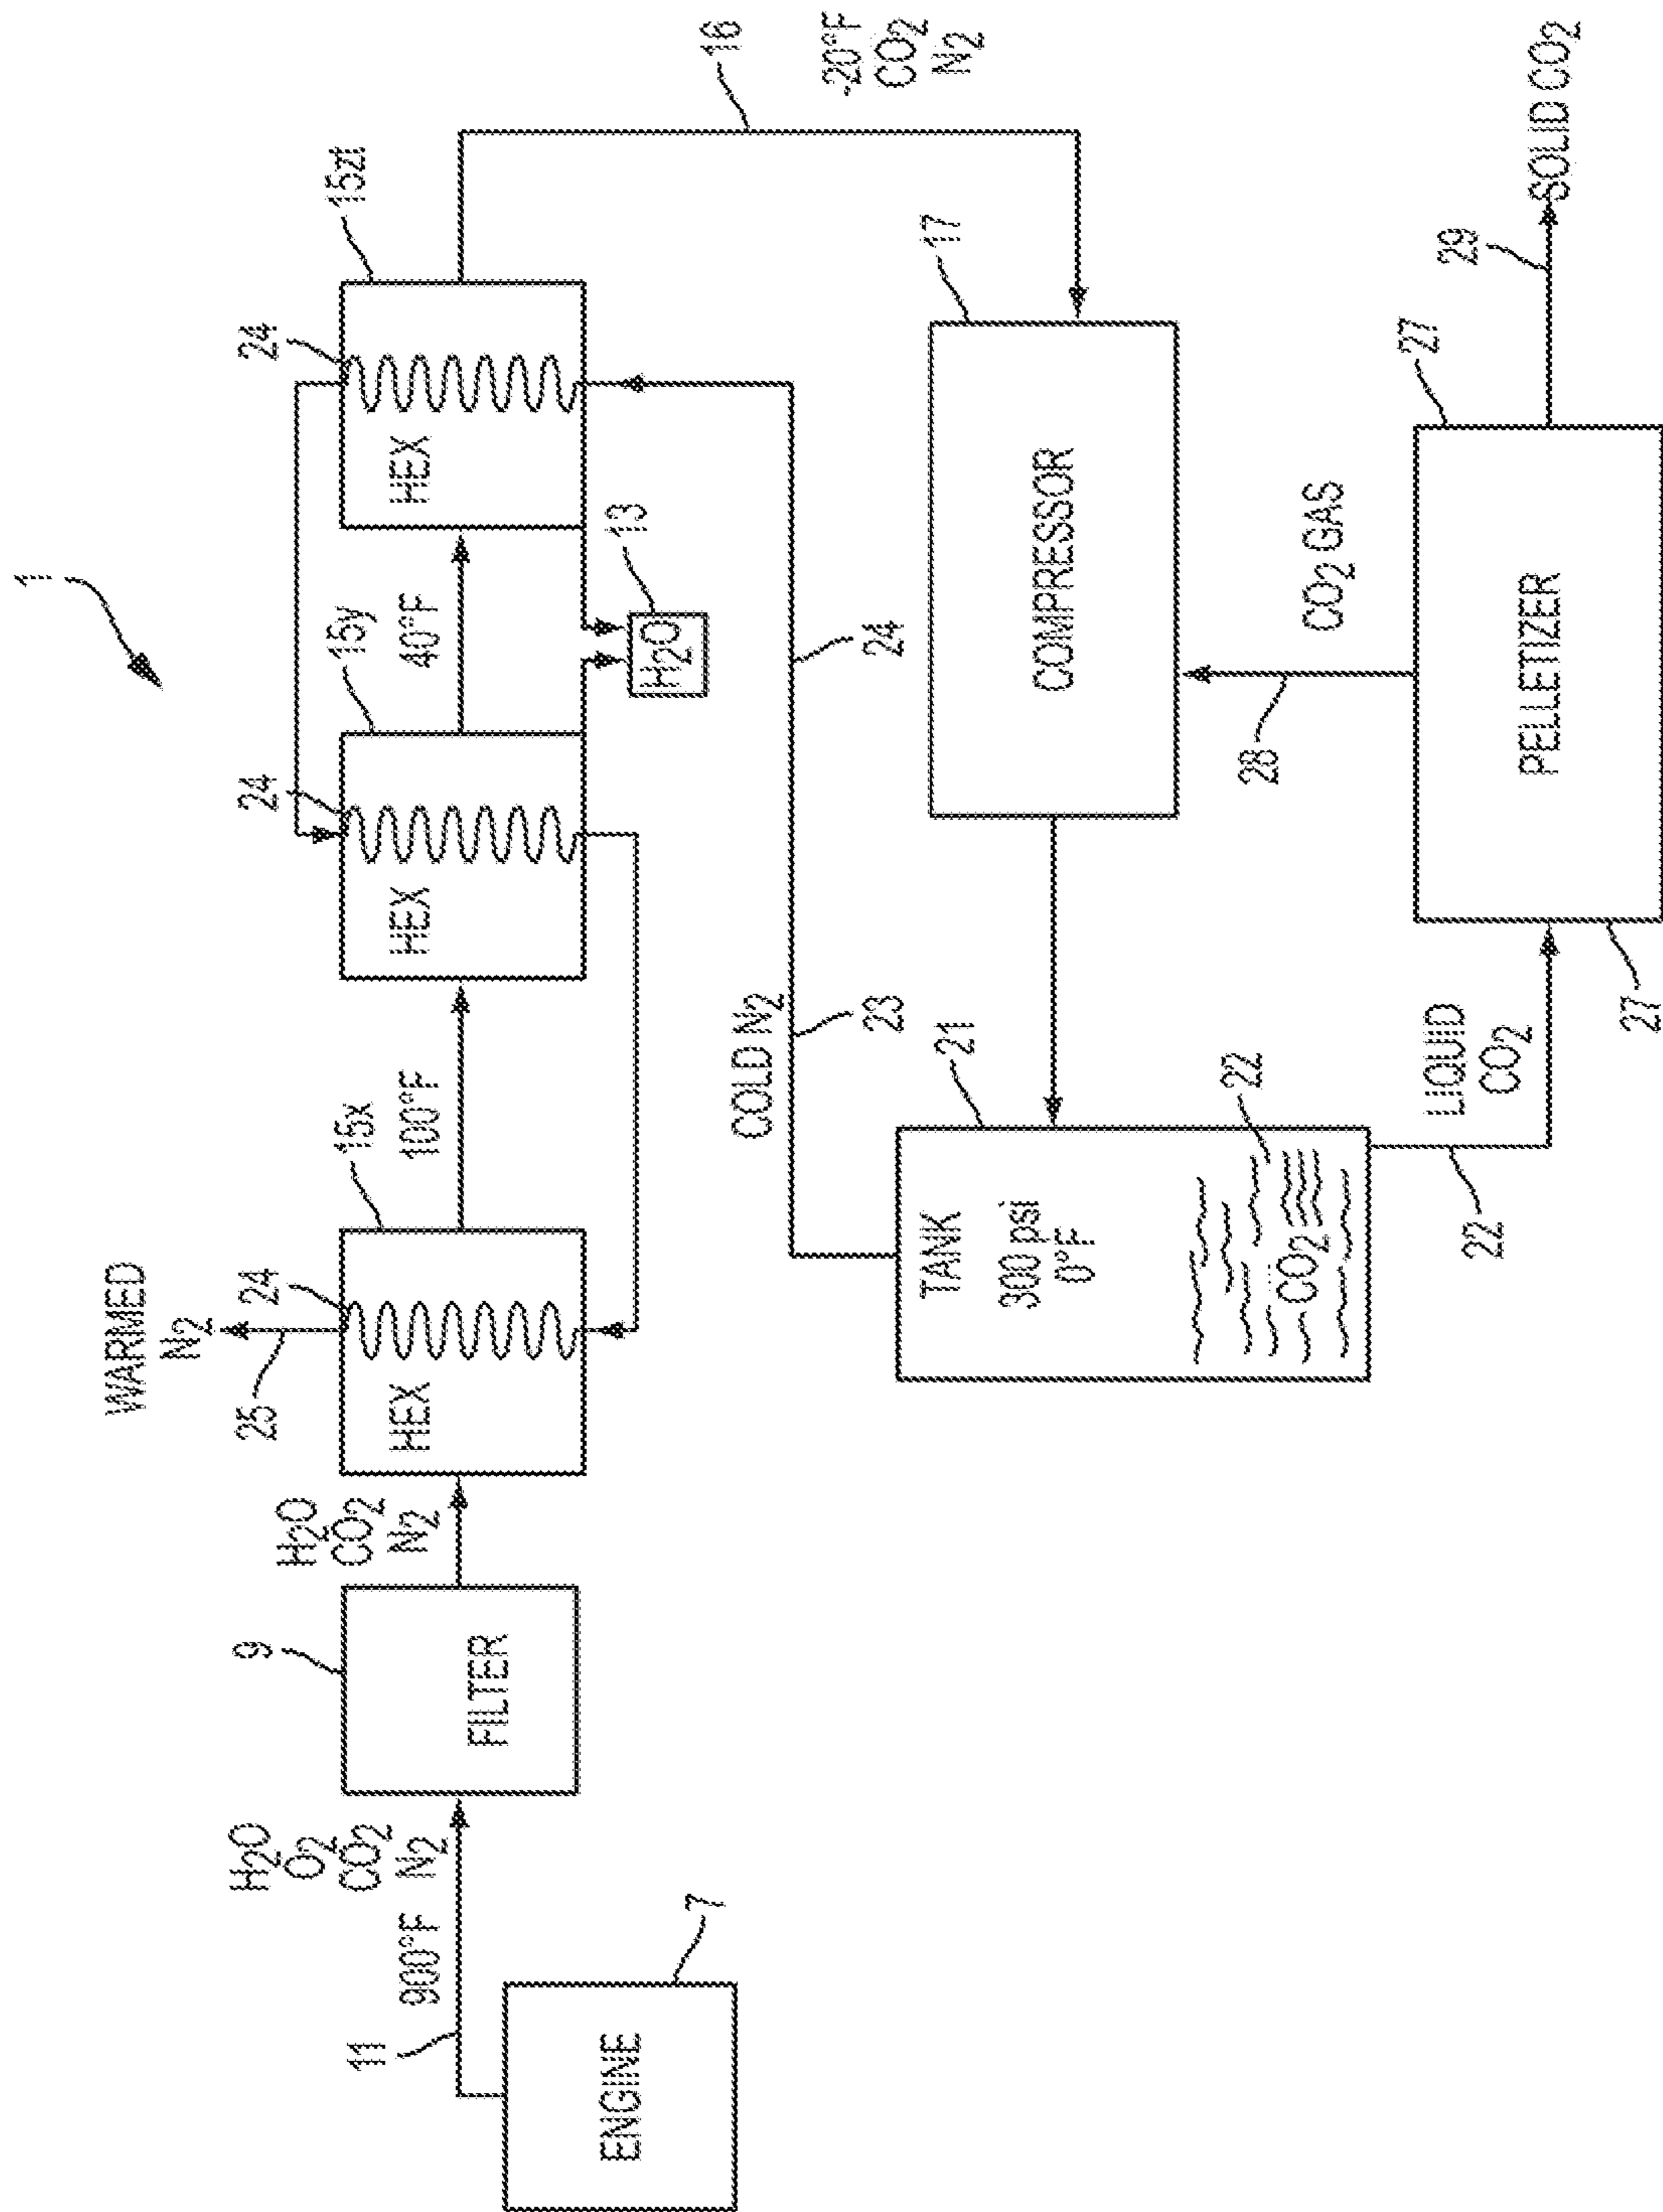 1
ENGINE
7
11
900°F
H2O
O2
CO2
N2
FILTER
9
H2O
CO2
N2
HEX
15x
24
25
WARMED
N2
100°F
HEX
15y
24
40°F
H2O
13
HEX
24
16
-20°F
CO2
N2
COMPRESSOR
17
24
COLD N2
23
TANK
300 psi
0°F
21
22
CO2
LIQUID
CO2
22
PELLETIZER
27
27
CO2 GAS
28
29
SOLID CO2